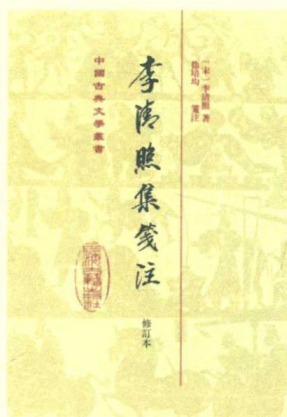 〔宋〕李清照 著
徐培均 箋注
李清照集箋注
修訂本
中國古典文學叢書